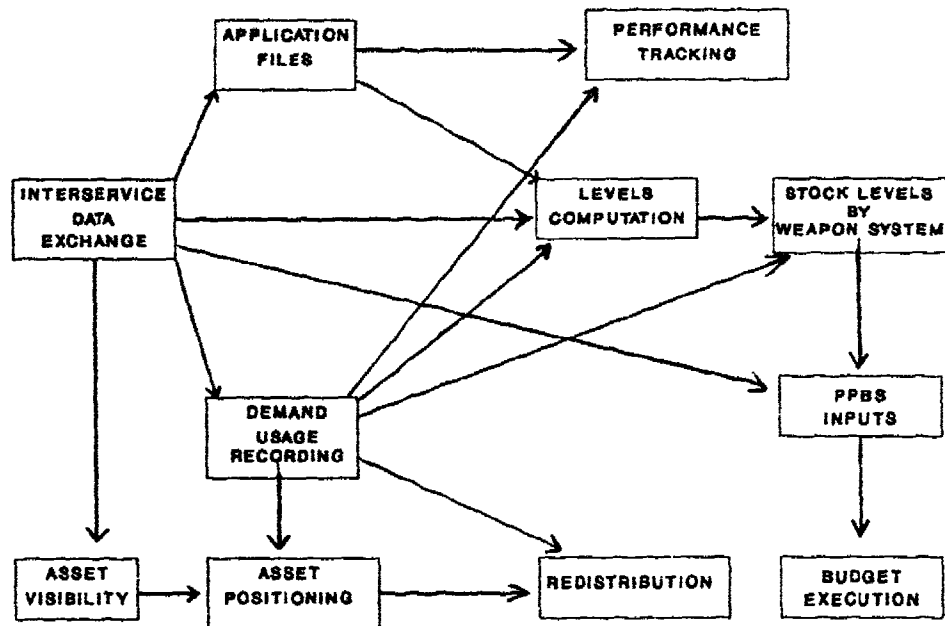 APPLICATION
FILES
PERFORMANCE
TRACKING
INTERSERVICE
DATA
EXCHANGE
LEVELS
COMPUTATION
STOCK LEVELS
BY
WEAPON SYSTEM
DEMAND
USAGE
RECORDING
PPBS
INPUTS
ASSET
VISIBILITY
ASSET
POSITIONING
REDISTRIBUTION
BUDGET
EXECUTION